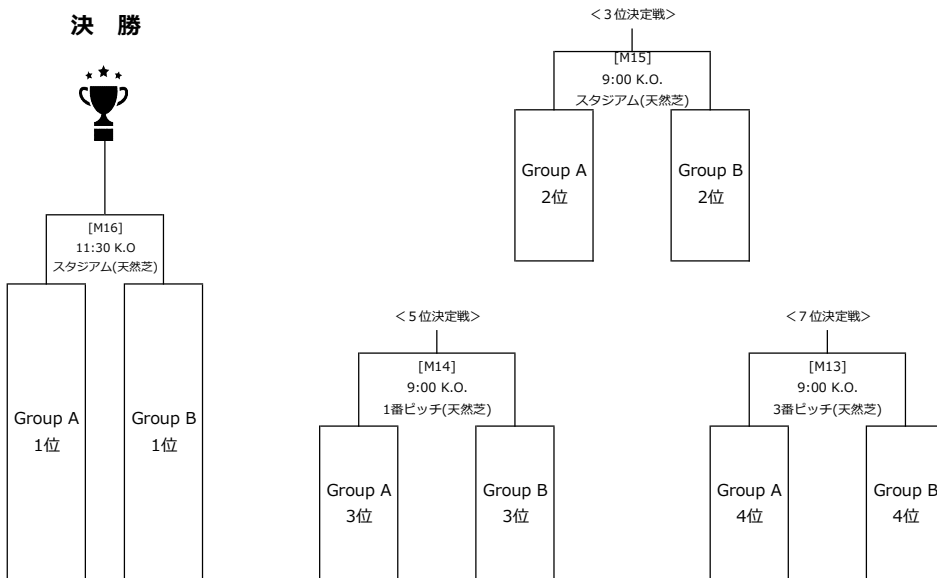 決 勝
[M16]
11:30 K.O
スタジアム(天然芝)
Group A
1位
Group B
1位
＜３位決定戦＞
[M15]
9:00 K.O.
スタジアム(天然芝)
Group A
2位
Group B
2位
＜５位決定戦＞
[M14]
9:00 K.O.
1番ピッチ(天然芝)
Group A
3位
Group B
3位
＜７位決定戦＞
[M13]
9:00 K.O.
3番ピッチ(天然芝)
Group A
4位
Group B
4位